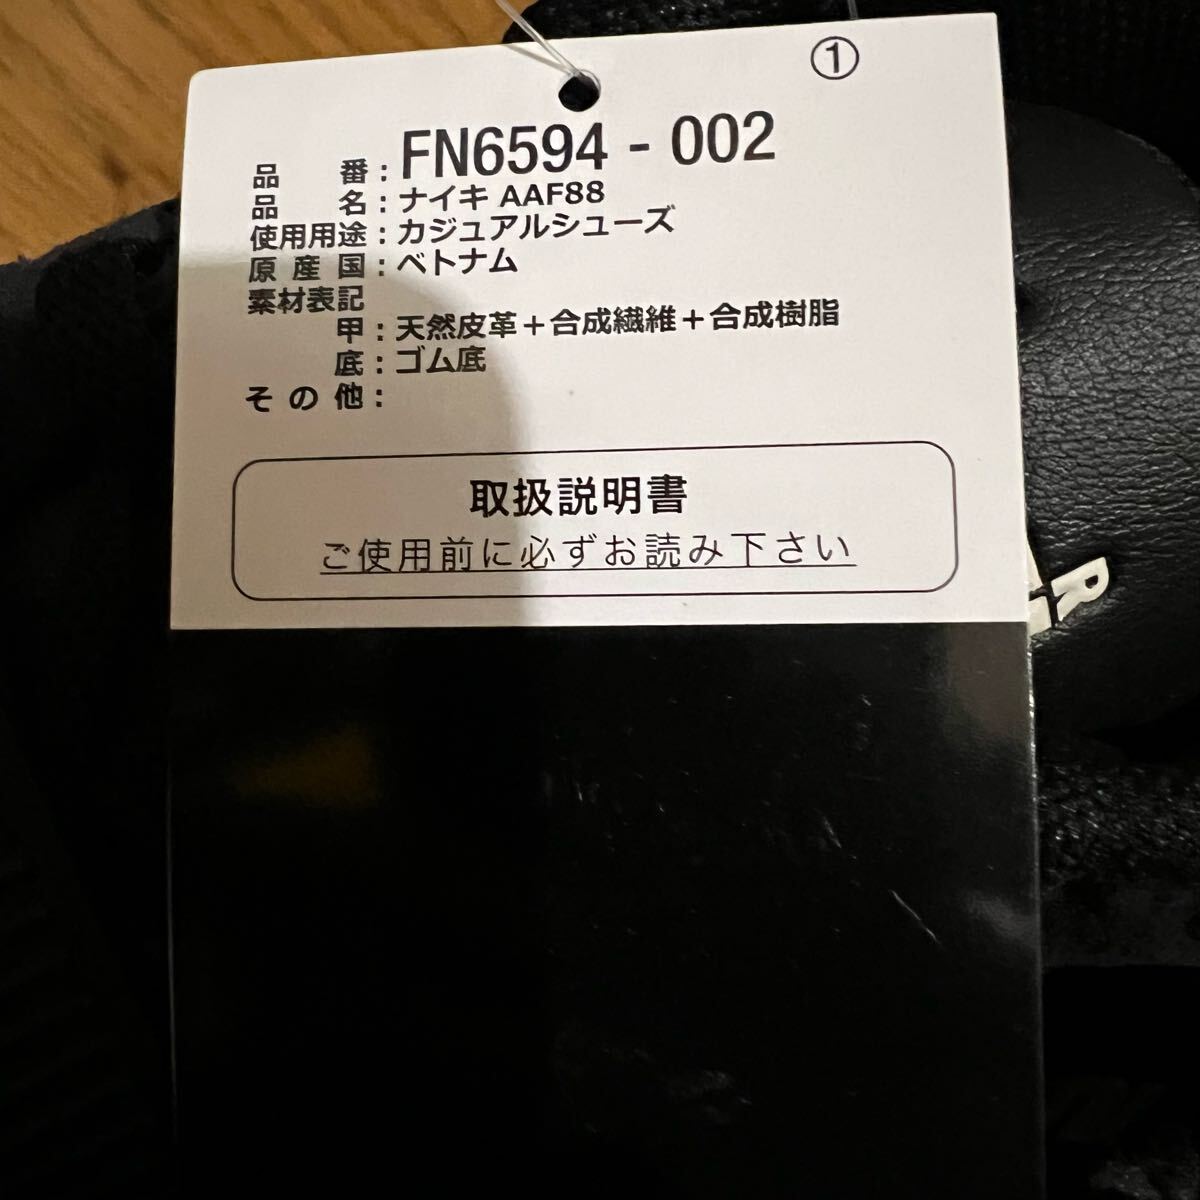 ①
品番：FN6594 - 002
品名：ナイキ AAF88
使用用途：カジュアルシューズ
原産国：ベトナム
素材表記
甲：天然皮革＋合成繊維＋合成樹脂
底：ゴム底
その他：
取扱説明書
ご使用前に必ずお読み下さい
R